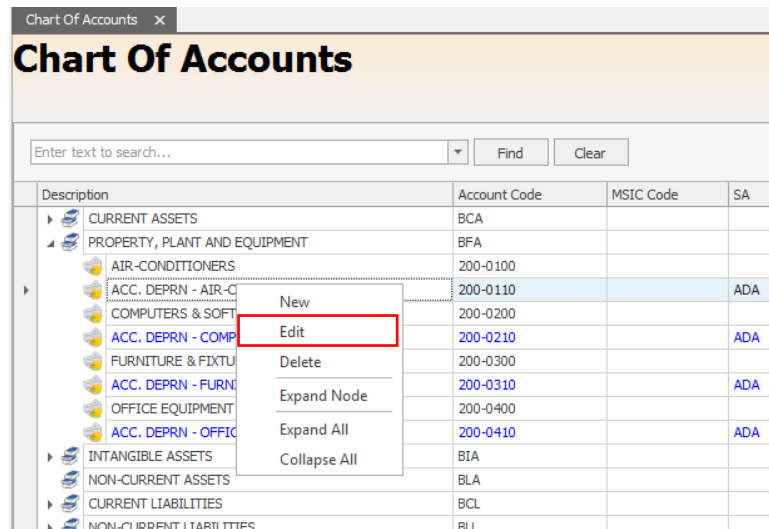 Chart Of Accounts
Chart Of Accounts
Enter text to search... Find Clear
Description Account Code MSIC Code SA
CURRENT ASSETS BCA
PROPERTY, PLANT AND EQUIPMENT BFA
AIR-CONDITIONERS 200-0100
ACC. DEPRN - AIR-C 200-0110 ADA
New
COMPUTERS & SOFT 200-0200
Edit
ACC. DEPRN - COMP 200-0210 ADA
FURNITURE & FIXTU 200-0300
Delete
ACC. DEPRN - FURN 200-0310 ADA
Expand Node
OFFICE EQUIPMENT 200-0400
Expand All
ACC. DEPRN - OFFIC 200-0410 ADA
INTANGIBLE ASSETS BIA
Collapse All
NON-CURRENT ASSETS BLA
CURRENT LIABILITIES BCL
NON-CURRENT LIABILITIES